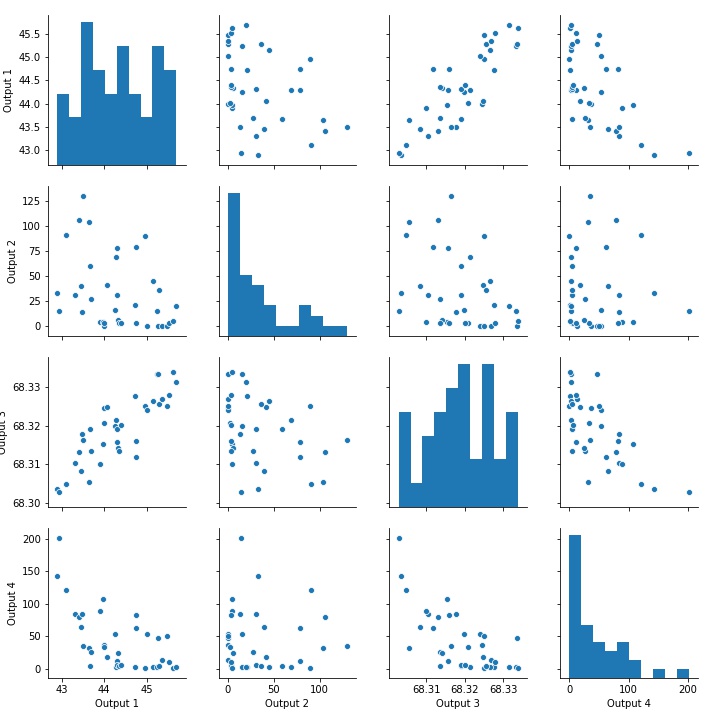 Output 1
45.5
45.0
44.5
44.0
43.5
43.0
Output 2
125
100
75
50
25
0
Output 3
68.33
68.32
68.31
68.30
Output 4
200
150
100
50
0
43 44 45
0 50 100
68.31 68.32 68.33
0 100 200
Output 1
Output 2
Output 3
Output 4